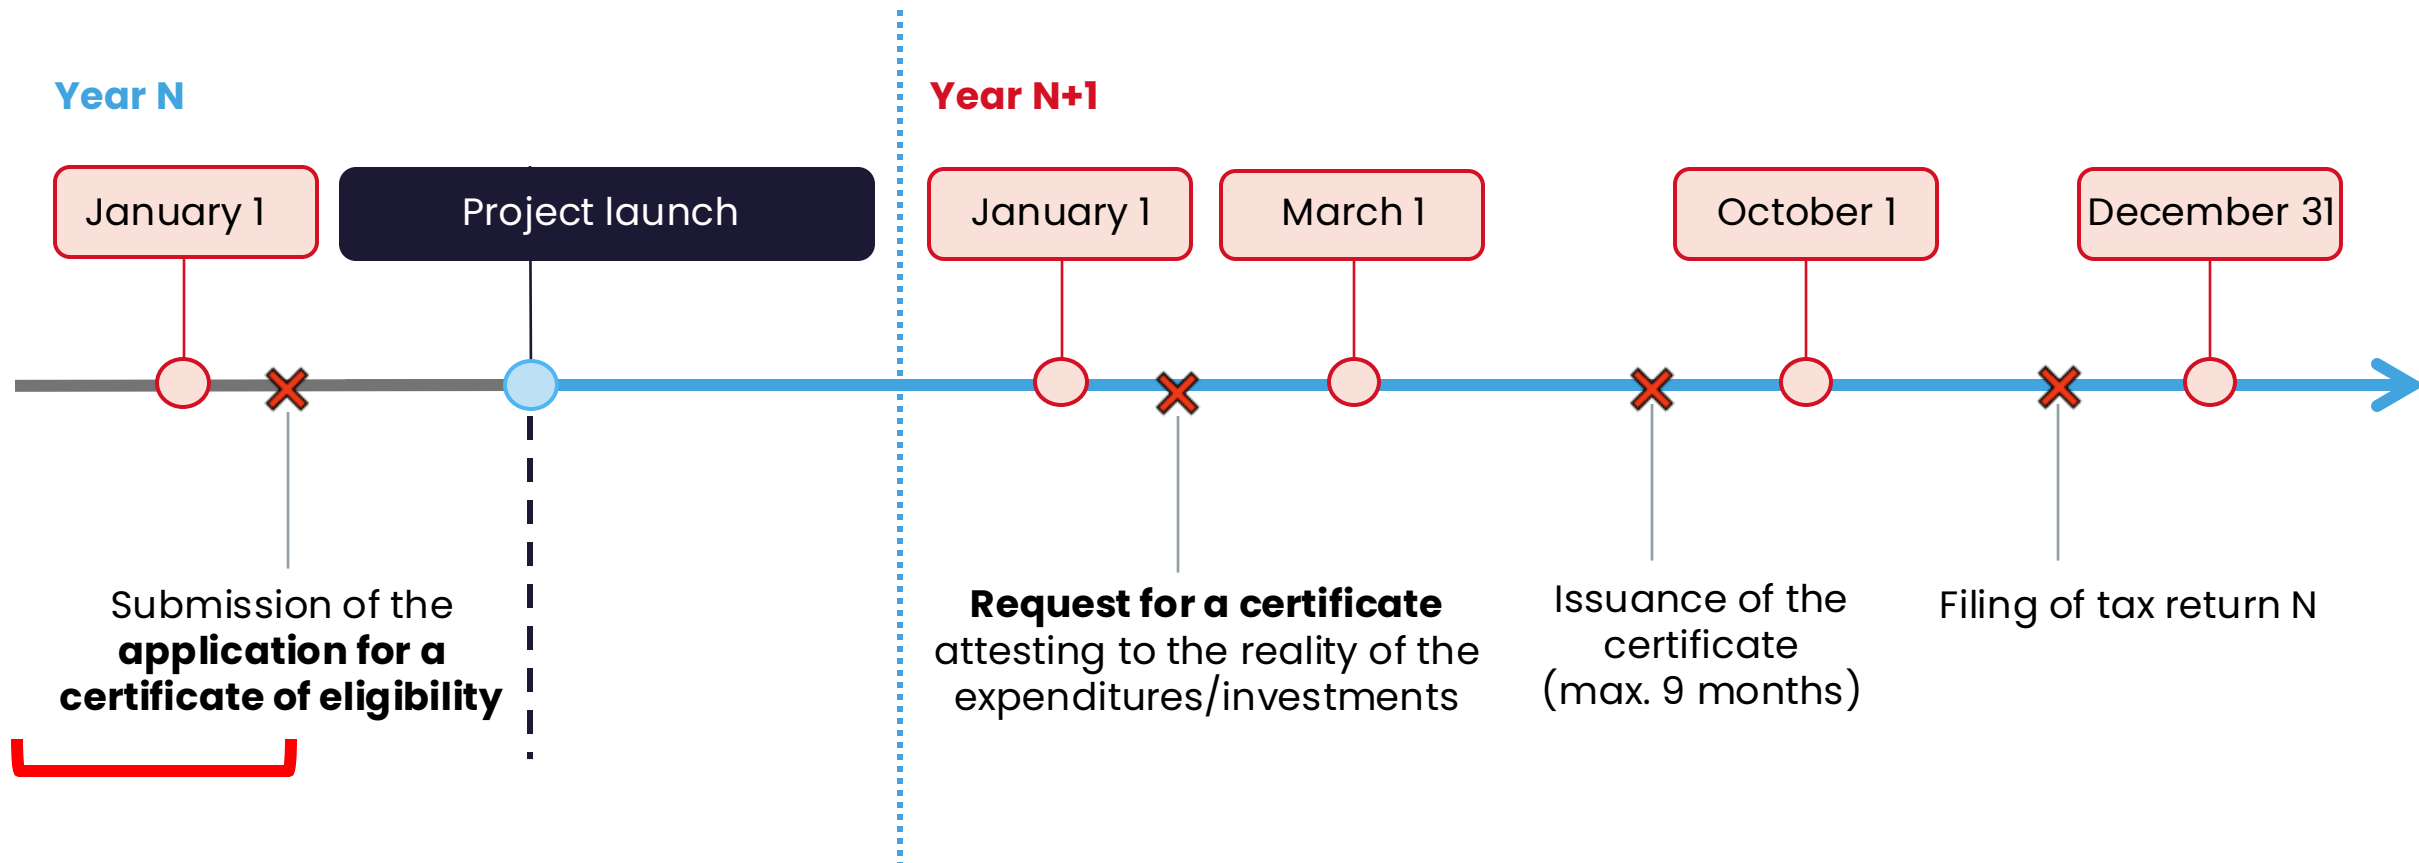 Year N
Year N+1
January 1
Project launch
January 1
March 1
October 1
December 31
Submission of the
application for a
certificate of eligibility
Request for a certificate
attesting to the reality of the
expenditures/investments
Issuance of the
certificate
(max. 9 months)
Filing of tax return N